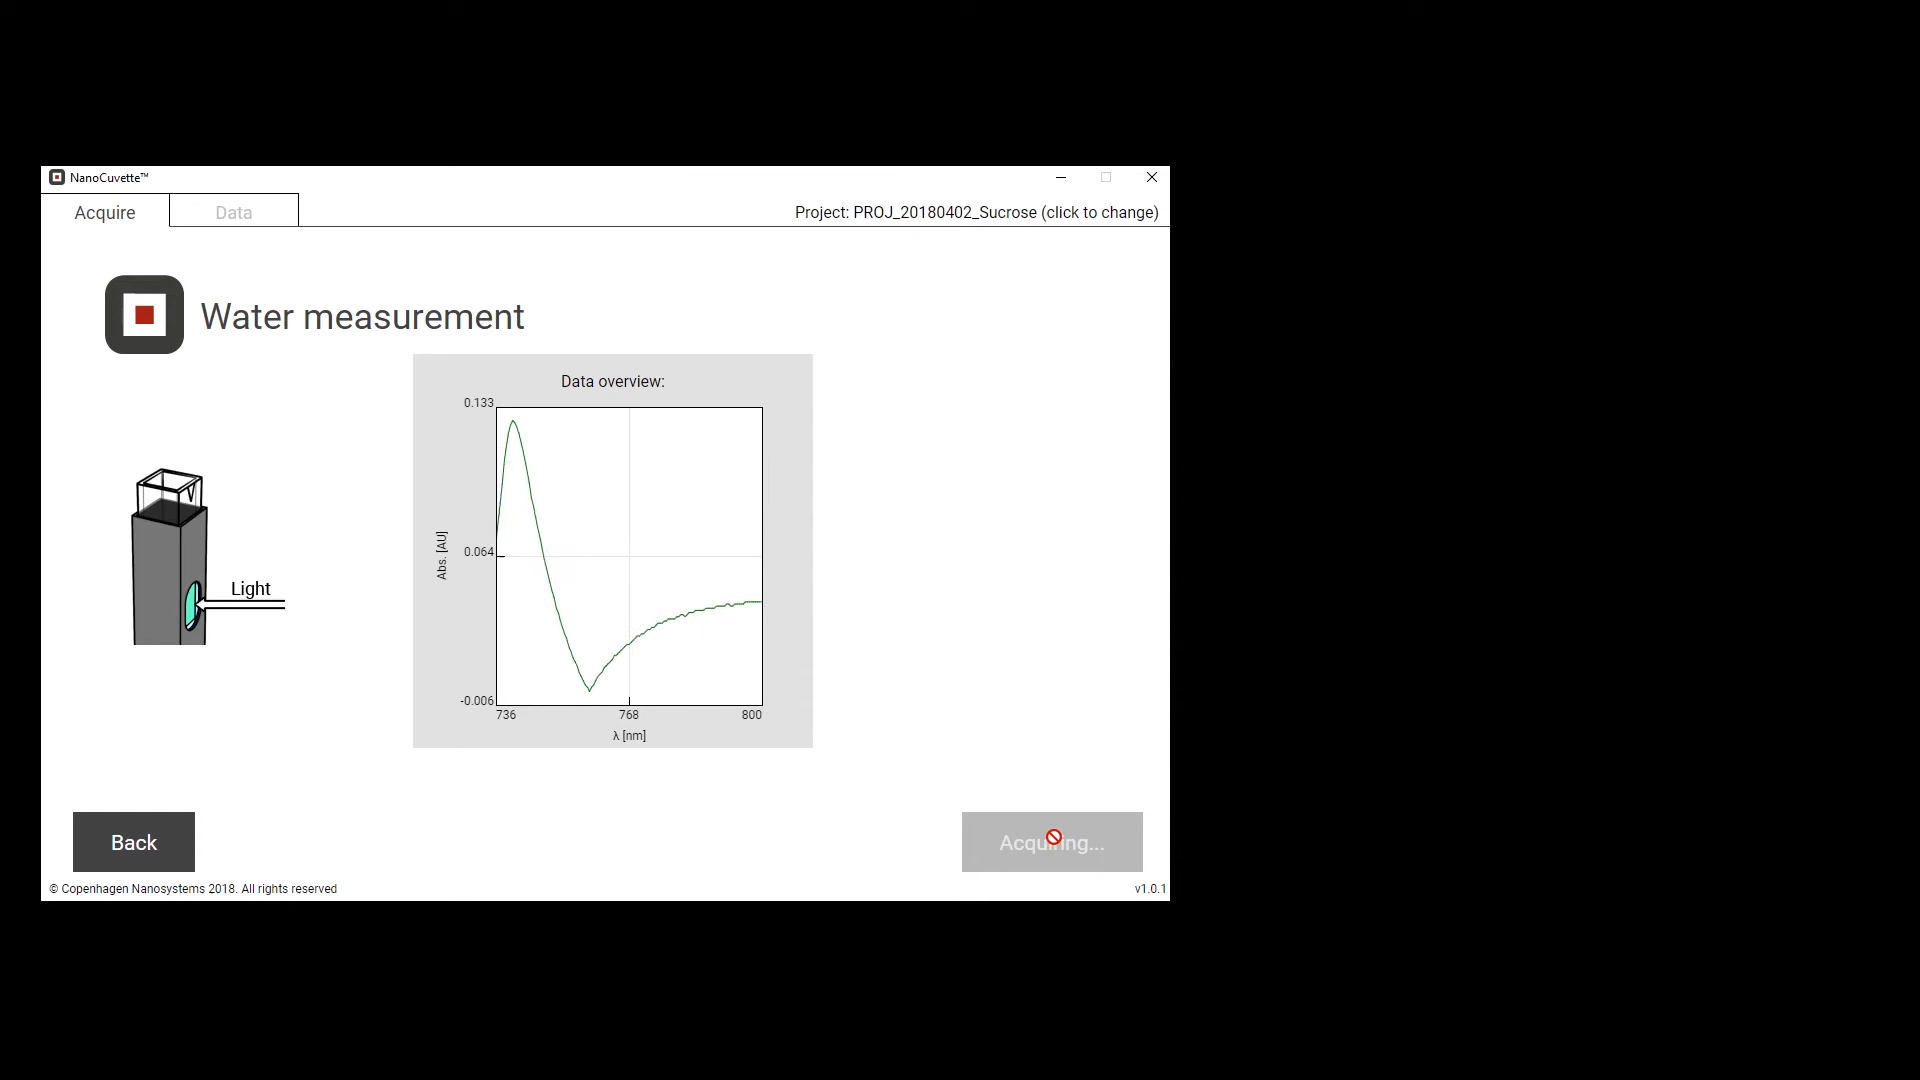 NanoCuvette™
Acquire
Data
Project: PROJ_20180402_Sucrose (click to change)
Water measurement
Data overview:
0.133
0.064
-0.006
Abs. [AU]
736
768
800
λ [nm]
Light
Back
Acquiring...
© Copenhagen Nanosystems 2018. All rights reserved
v1.0.1